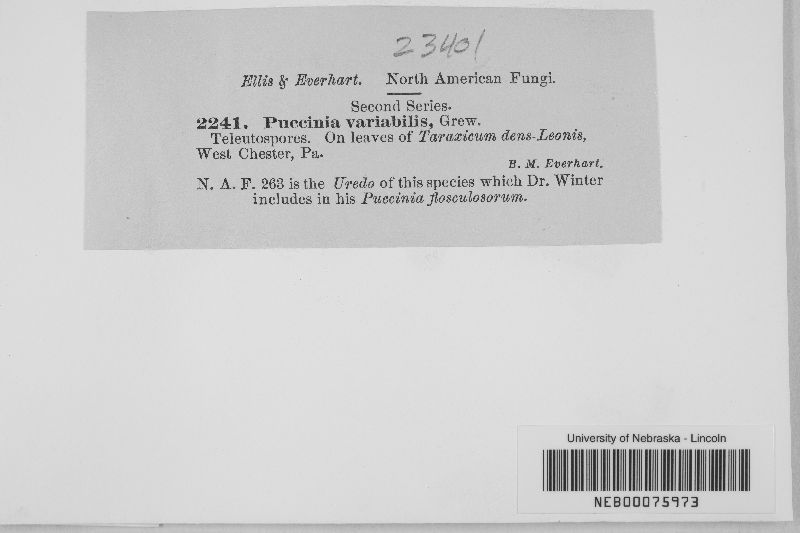 23401
Ellis & Everhart. North American Fungi.
Second Series.
2241. Puccinia variabilis, Grew.
Teleutospores. On leaves of Taraxicum dens-Leonis,
West Chester, Pa.
B. M. Everhart.
N. A. F. 263 is the Uredo of this species which Dr. Winter
includes in his Puccinia flosculosorum.
University of Nebraska - Lincoln
NEB00075973